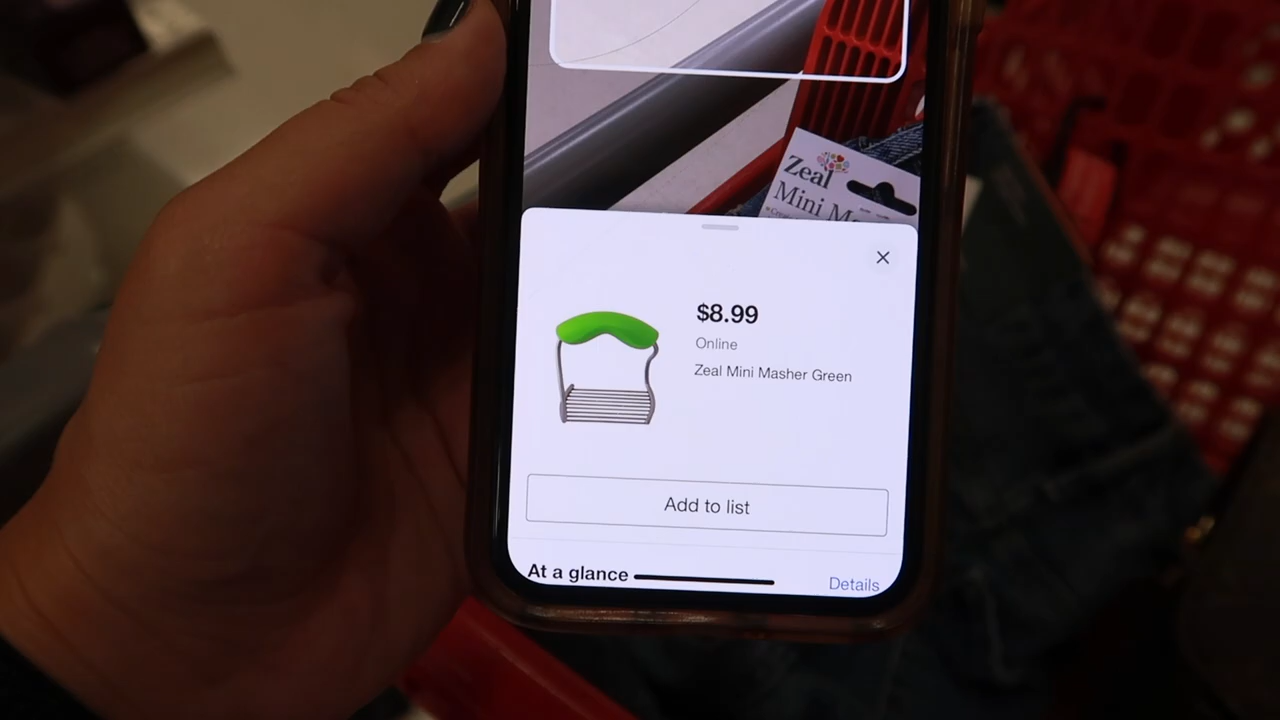 Zeal
Mini
$8.99
Online
Zeal Mini Masher Green
Add to list
At a glance
Details